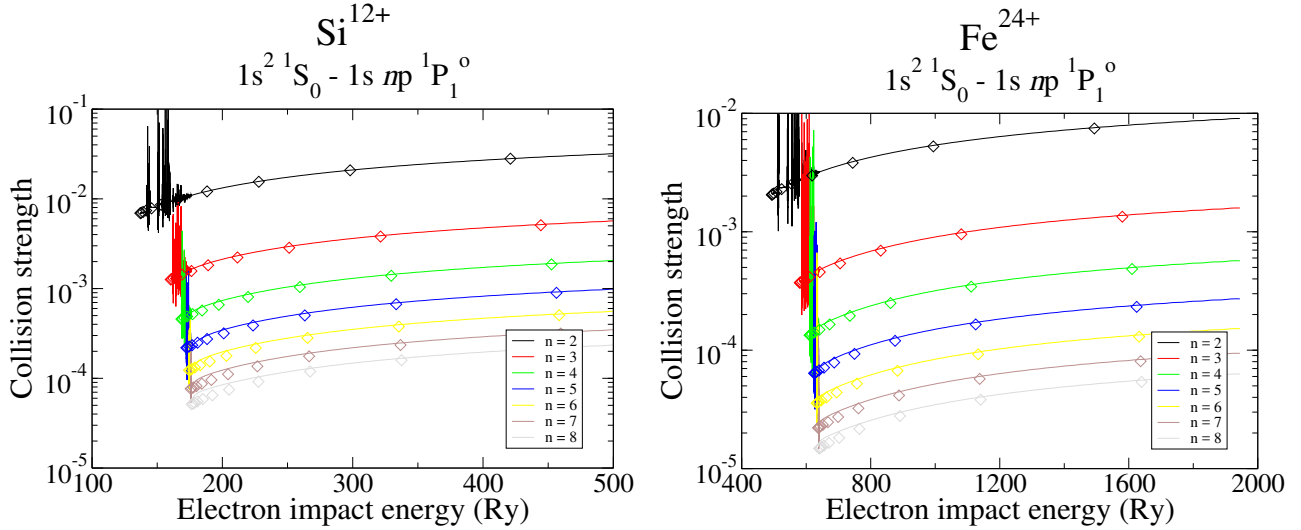 Si¹²⁺
1s² ¹S₀ - 1s np ¹P₁ᵒ
Collision strength
10⁻¹
10⁻²
10⁻³
10⁻⁴
10⁻⁵
n = 2
n = 3
n = 4
n = 5
n = 6
n = 7
n = 8
100 200 300 400 500
Electron impact energy (Ry)
Fe²⁴⁺
1s² ¹S₀ - 1s np ¹P₁ᵒ
Collision strength
10⁻²
10⁻³
10⁻⁴
10⁻⁵
n = 2
n = 3
n = 4
n = 5
n = 6
n = 7
n = 8
400 800 1200 1600 2000
Electron impact energy (Ry)